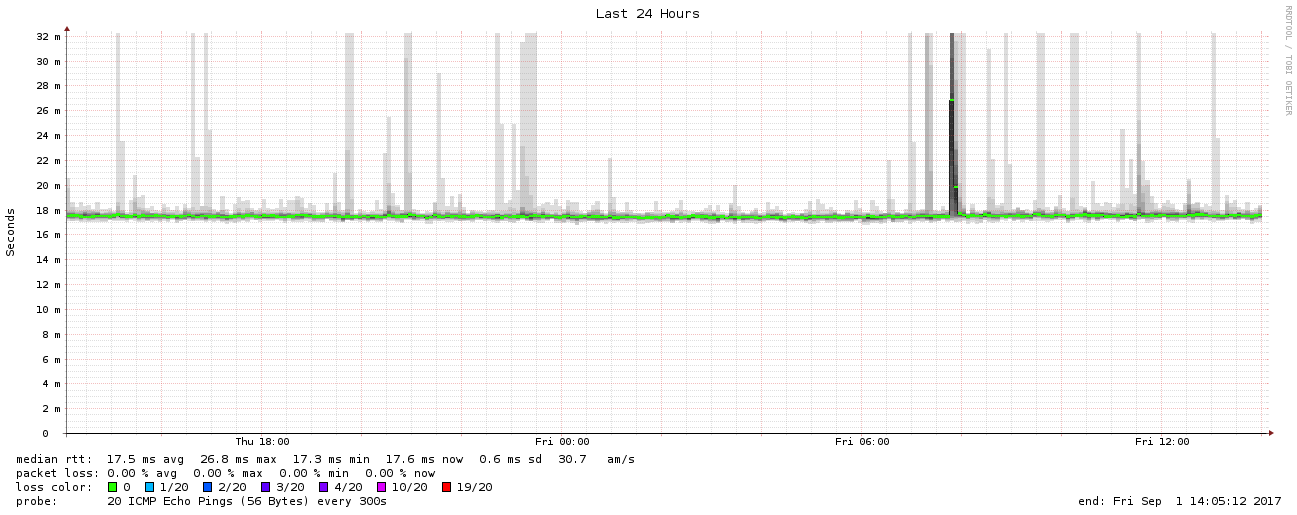 Last 24 Hours
RRDTOOL / TOBI OETIKER
Seconds
32 m
30 m
28 m
26 m
24 m
22 m
20 m
18 m
16 m
14 m
12 m
10 m
8 m
6 m
4 m
2 m
0
Thu 18:00 Fri 00:00 Fri 06:00 Fri 12:00
median rtt: 17.5 ms avg 26.8 ms max 17.3 ms min 17.6 ms now 0.6 ms sd 30.7 am/s
packet loss: 0.00 % avg 0.00 % max 0.00 % min 0.00 % now
loss color: 0 1/20 2/20 3/20 4/20 10/20 19/20
probe: 20 ICMP Echo Pings (56 Bytes) every 300s end: Fri Sep 1 14:05:12 2017